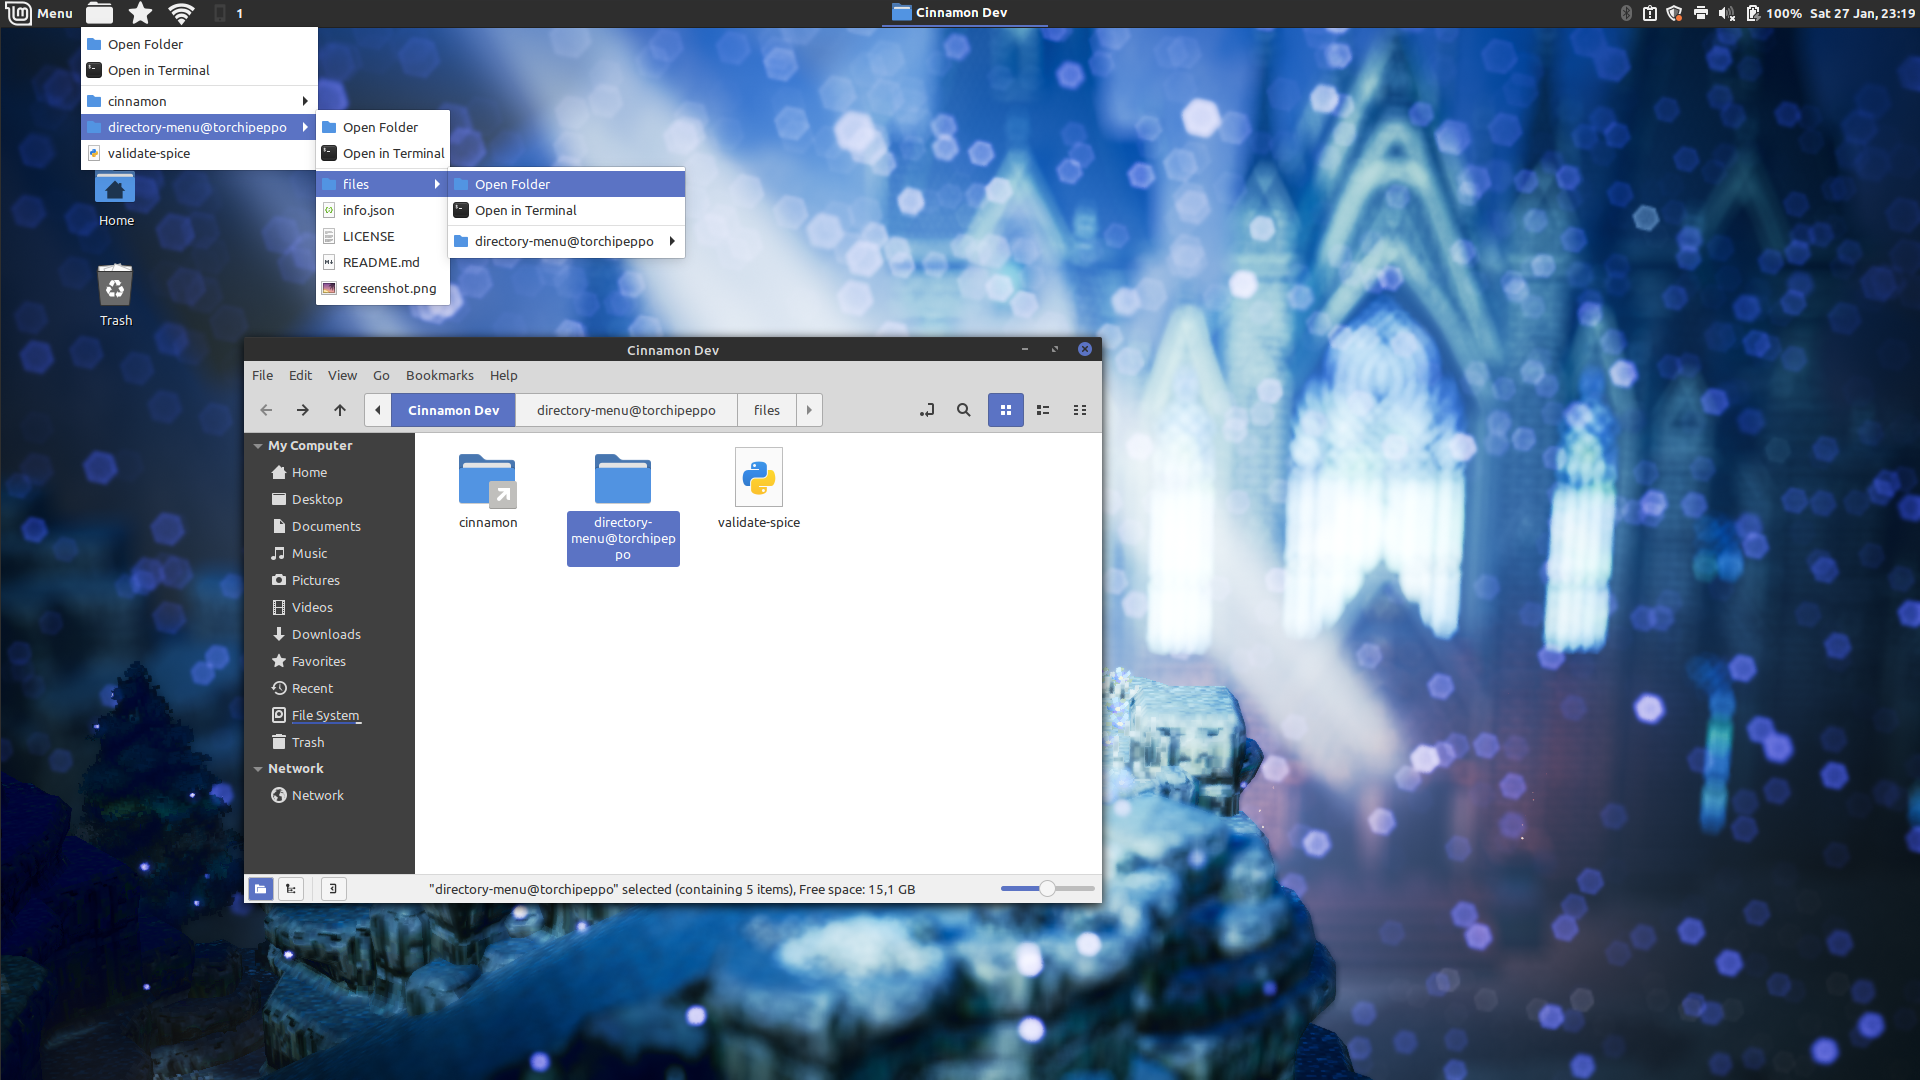 Menu
1
Cinnamon Dev
100%
Sat 27 Jan, 23:19
Open Folder
Open in Terminal
cinnamon
directory-menu@torchipeppo
validate-spice
Open Folder
Open in Terminal
files
info.json
LICENSE
README.md
screenshot.png
Open Folder
Open in Terminal
directory-menu@torchipeppo
Home
Trash
Cinnamon Dev
File Edit View Go Bookmarks Help
Cinnamon Dev directory-menu@torchipeppo files
My Computer
Home
Desktop
Documents
Music
Pictures
Videos
Downloads
Favorites
Recent
File System
Trash
Network
Network
cinnamon
directory-
menu@torchipep
po
validate-spice
"directory-menu@torchipeppo" selected (containing 5 items), Free space: 15,1 GB